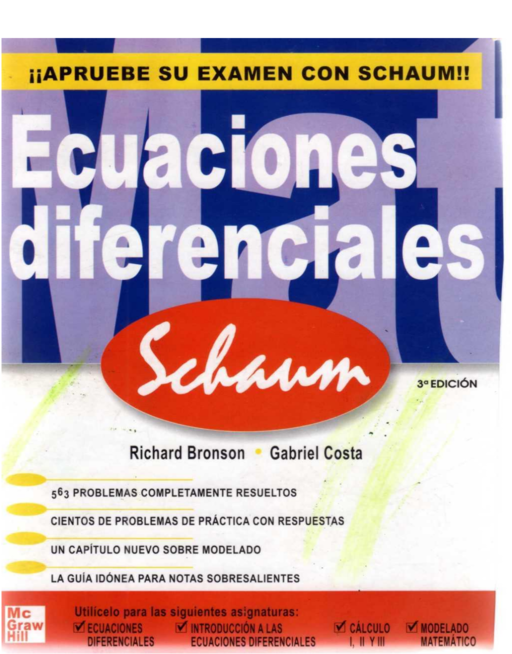 ¡¡APRUEBE SU EXAMEN CON SCHAUM!!
Mat
Ecuaciones
diferenciales
Schaum
3ª EDICIÓN
Richard Bronson • Gabriel Costa
563 PROBLEMAS COMPLETAMENTE RESUELTOS
CIENTOS DE PROBLEMAS DE PRÁCTICA CON RESPUESTAS
UN CAPÍTULO NUEVO SOBRE MODELADO
LA GUÍA IDÓNEA PARA NOTAS SOBRESALIENTES
Mc
Graw
Hill
Utilícelo para las siguientes asignaturas:
☑ ECUACIONES DIFERENCIALES
☑ INTRODUCCIÓN A LAS ECUACIONES DIFERENCIALES
☑ CÁLCULO I, II Y III
☑ MODELADO MATEMÁTICO